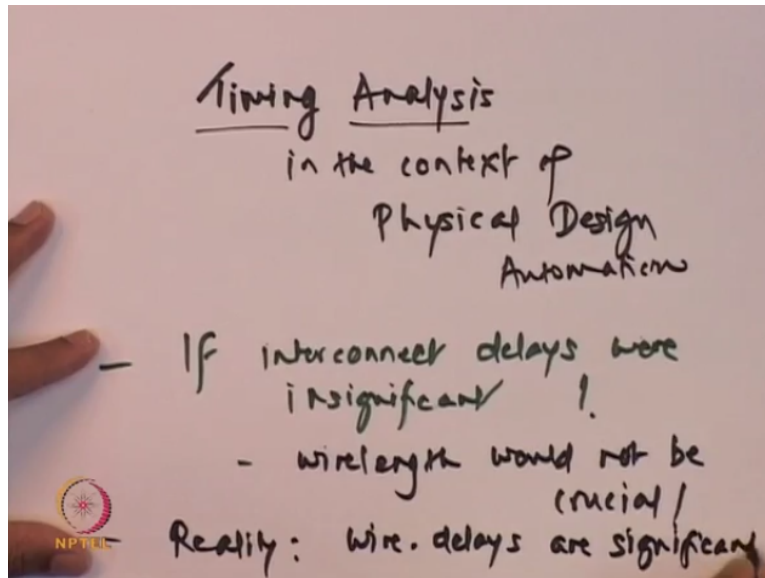 Timing Analysis
in the context of
Physical Design
Automation
- If interconnect delays were
insignificant !
- wirelength would not be
crucial !
- Reality: wire. delays are significant
NPTEL